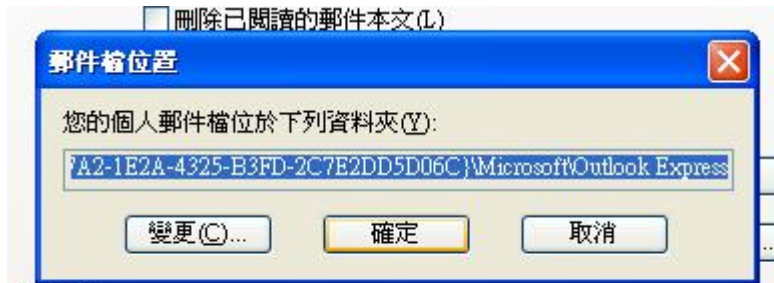 刪除已閱讀的郵件本文(L)
郵件檔位置
您的個人郵件檔位於下列資料夾(Y):
7A2-1E2A-4325-B3FD-2C7E2DD5D06C}\Microsoft\Outlook Express
變更(C)... 確定 取消